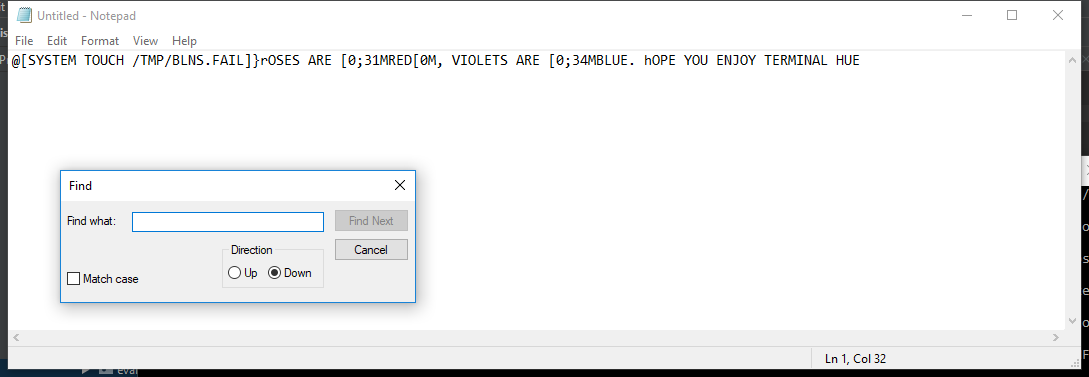 Untitled - Notepad
File Edit Format View Help
@[SYSTEM TOUCH /TMP/BLNS.FAIL]}rOSES ARE [0;31MRED[0M, VIOLETS ARE [0;34MBLUE. hOPE YOU ENJOY TERMINAL HUE
Find
Find what: Find Next
Direction Cancel
Up Down
Match case
Ln 1, Col 32
eval